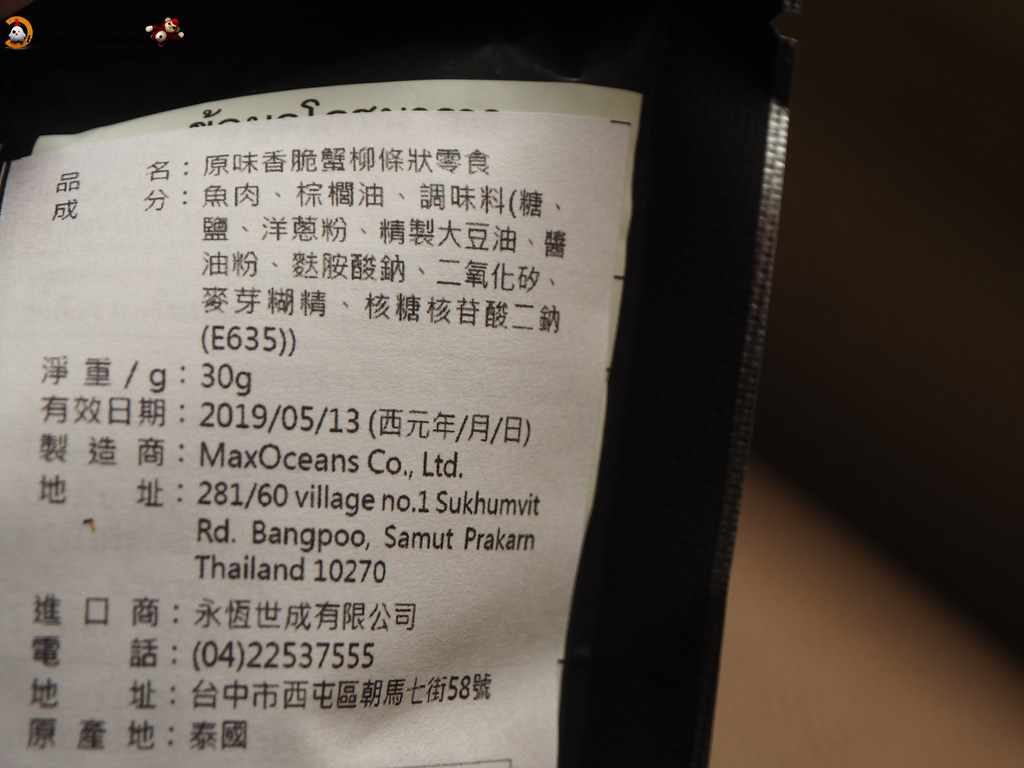 品名：原味香脆蟹柳條狀零食
成分：魚肉、棕櫚油、調味料(糖、
鹽、洋蔥粉、精製大豆油、醬
油粉、麩胺酸鈉、二氧化矽、
麥芽糊精、核糖核苷酸二鈉
(E635))
淨重/g：30g
有效日期：2019/05/13 (西元年/月/日)
製造商：MaxOceans Co., Ltd.
地址：281/60 village no.1 Sukhumvit
Rd. Bangpoo, Samut Prakarn
Thailand 10270
進口商：永恆世成有限公司
電話：(04)22537555
地址：台中市西屯區朝馬七街58號
原產地：泰國